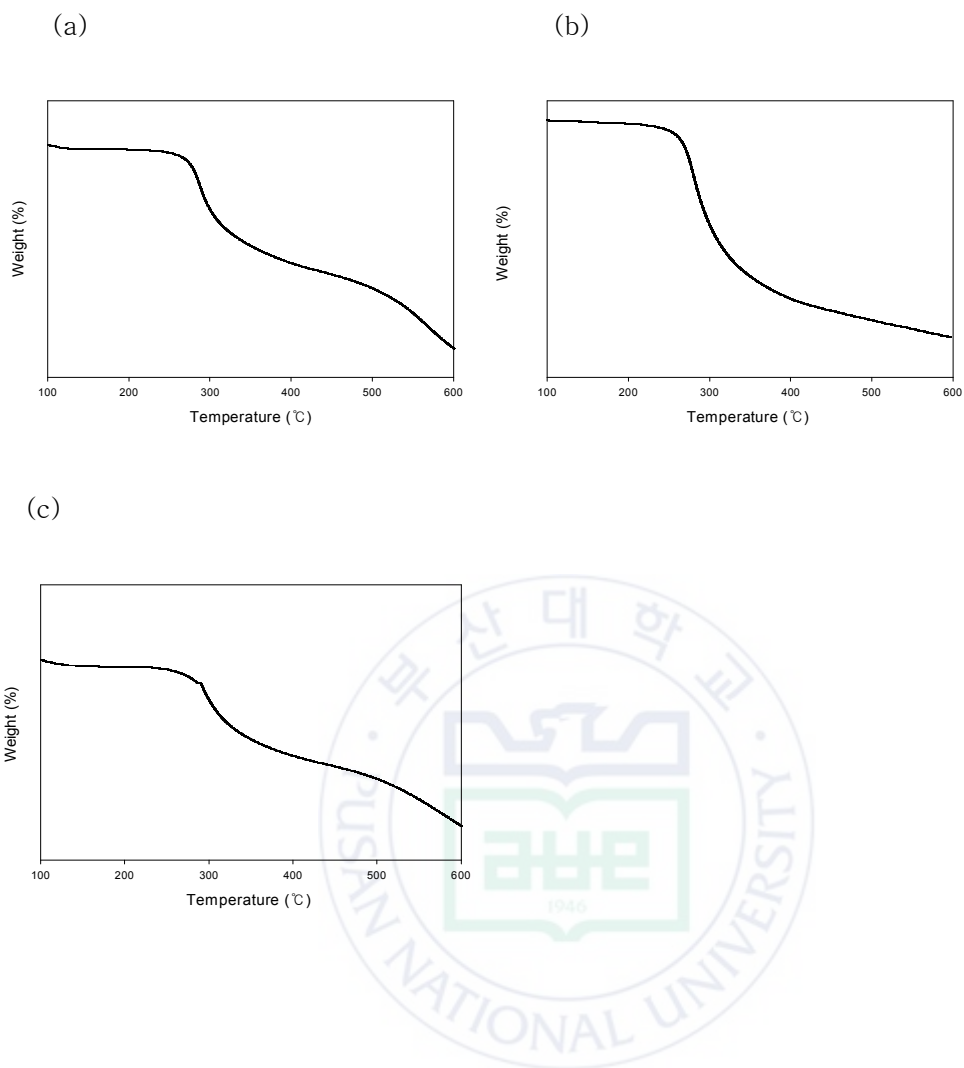 (a)
(b)
Weight (%)
100 200 300 400 500 600
Temperature (℃)
Weight (%)
100 200 300 400 500 600
Temperature (℃)
(c)
Weight (%)
100 200 300 400 500 600
Temperature (℃)
부산대학교
PUSAN NATIONAL UNIVERSITY
1946